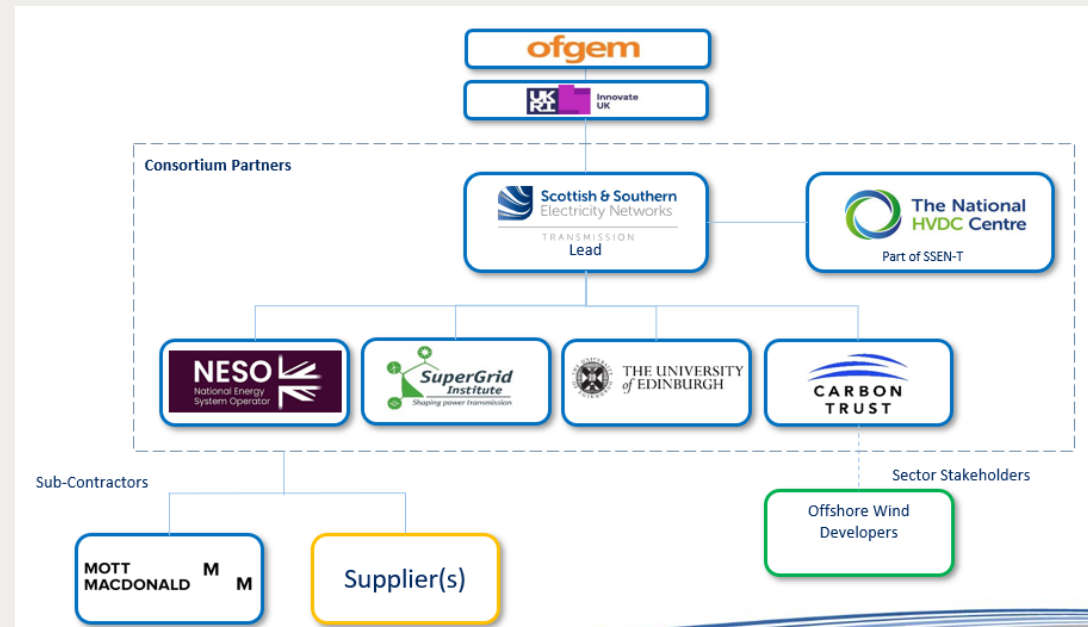 ofgem
UK
RI
Innovate
UK
Consortium Partners
Scottish & Southern
Electricity Networks
TRANSMISSION
Lead
The National
HVDC Centre
Part of SSEN-T
NESO
National Energy
System Operator
SuperGrid
Institute
Shaping power transmission
THE UNIVERSITY
of EDINBURGH
CARBON
TRUST
Sub-Contractors
Sector Stakeholders
Offshore Wind
Developers
MOTT M
MACDONALD M
Supplier(s)